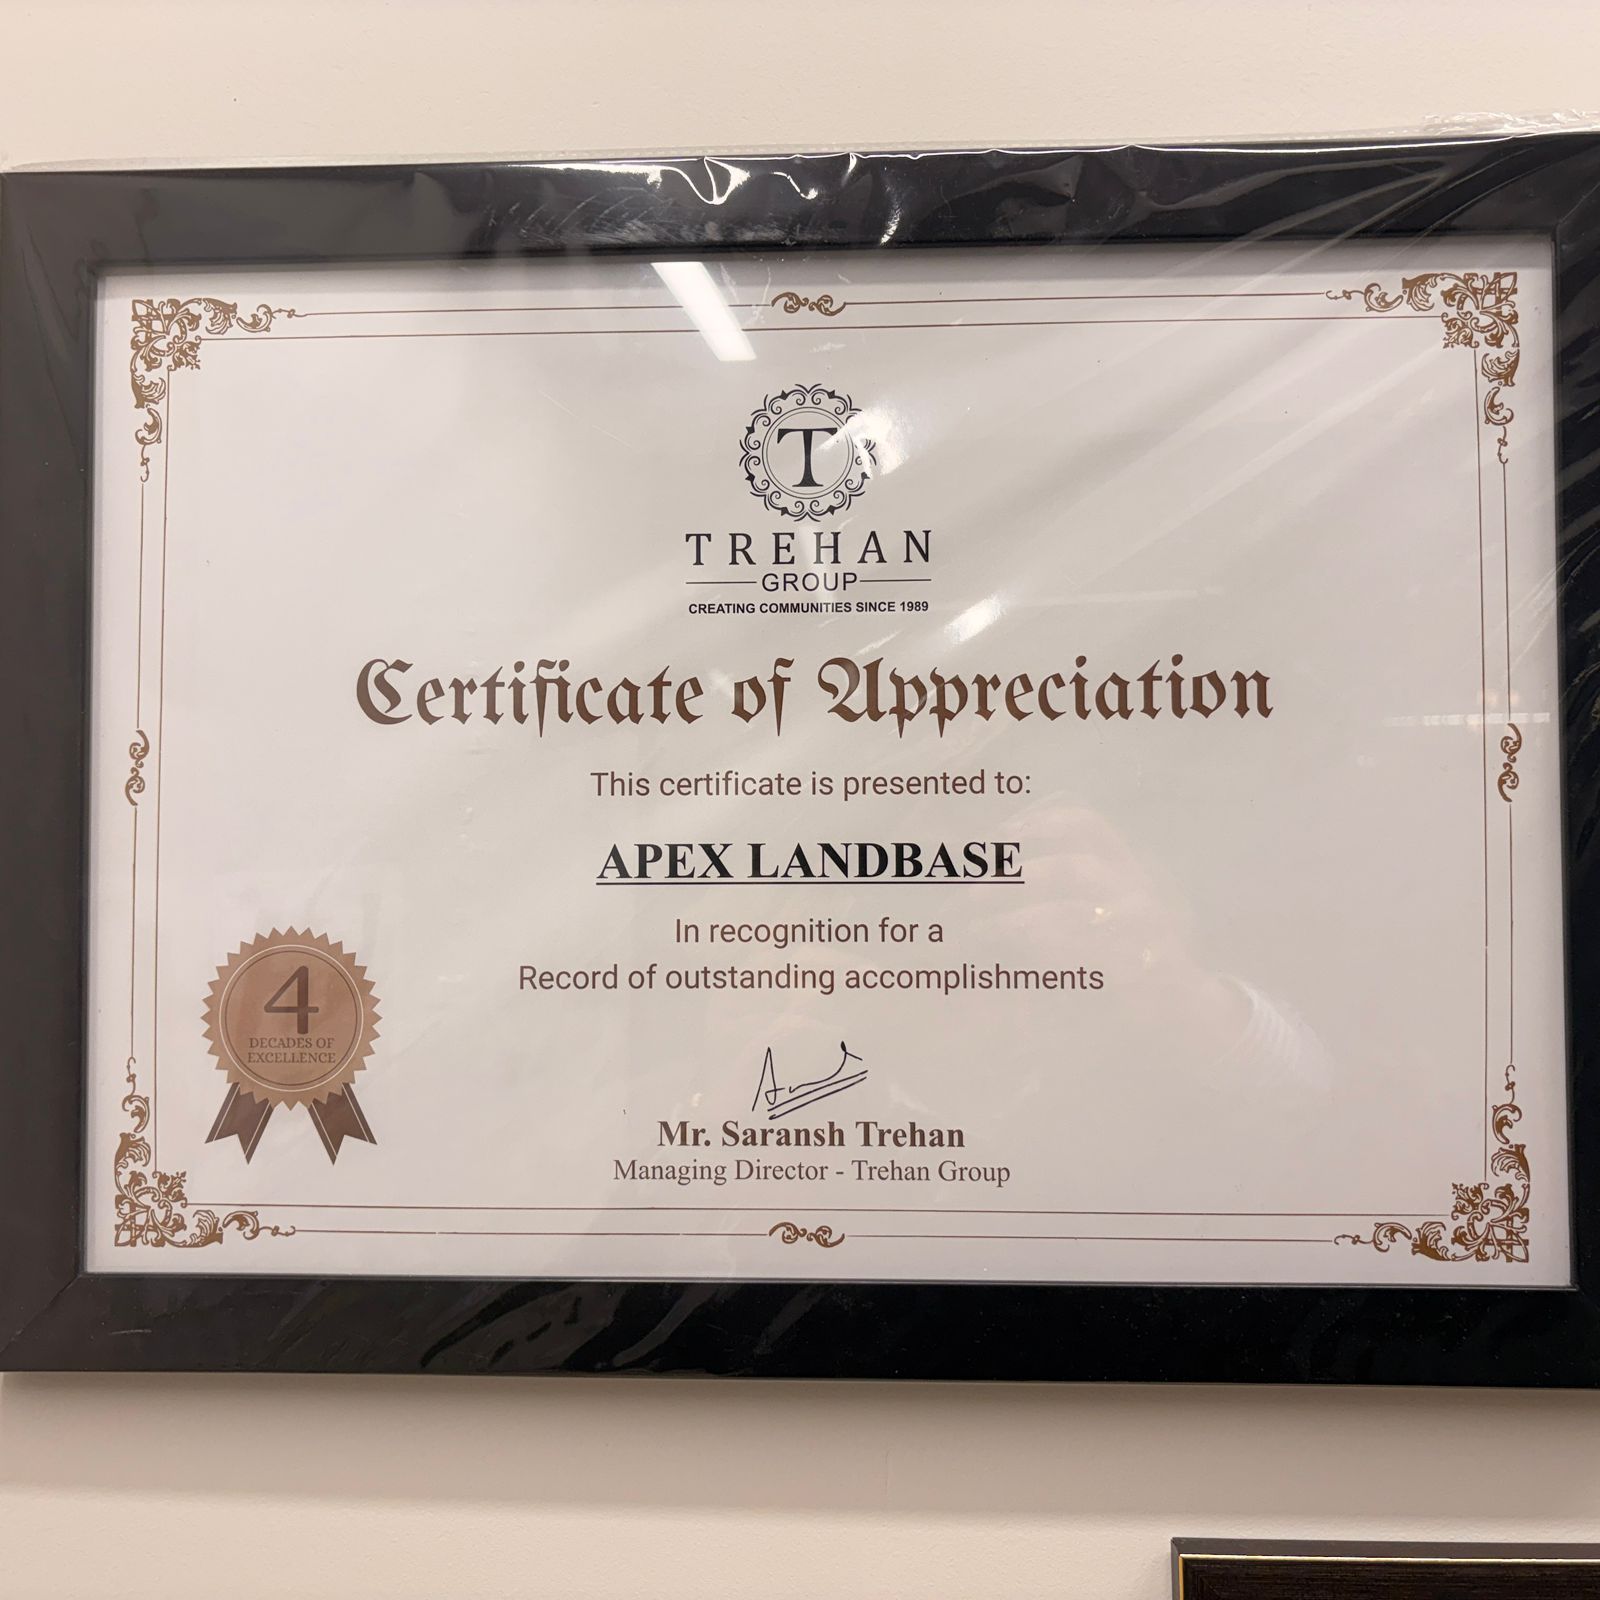 T
TREHAN
GROUP
CREATING COMMUNITIES SINCE 1989
Certificate of Appreciation
This certificate is presented to:
APEX LANDBASE
In recognition for a
Record of outstanding accomplishments
4
DECADES OF
EXCELLENCE
Mr. Saransh Trehan
Managing Director - Trehan Group